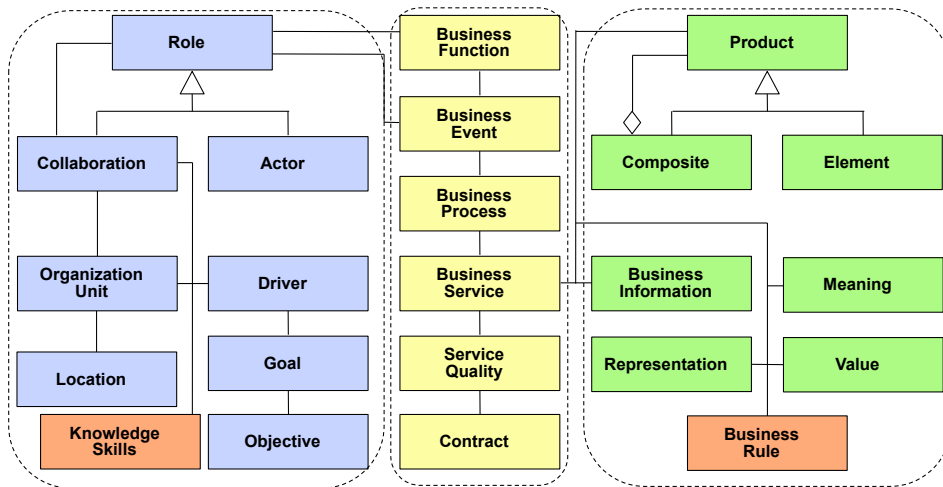 Role
Business
Function
Product
Business
Event
Collaboration
Actor
Composite
Element
Business
Process
Organization
Unit
Driver
Business
Service
Business
Information
Meaning
Location
Goal
Service
Quality
Representation
Value
Knowledge
Skills
Objective
Contract
Business
Rule